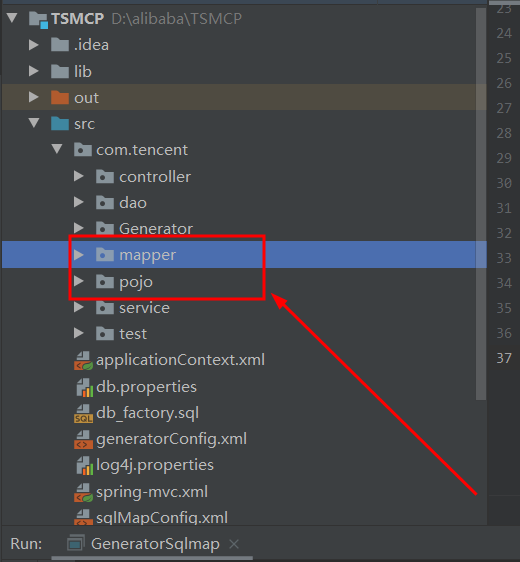 TSMCP D:\alibaba\TSMCP
.idea
lib
out
src
com.tencent
controller
dao
Generator
mapper
pojo
service
test
applicationContext.xml
db.properties
db_factory.sql
generatorConfig.xml
log4j.properties
spring-mvc.xml
sqlMapConfig.xml
23
24
25
26
27
28
29
30
31
32
33
34
35
36
37
Run: GeneratorSqlmap